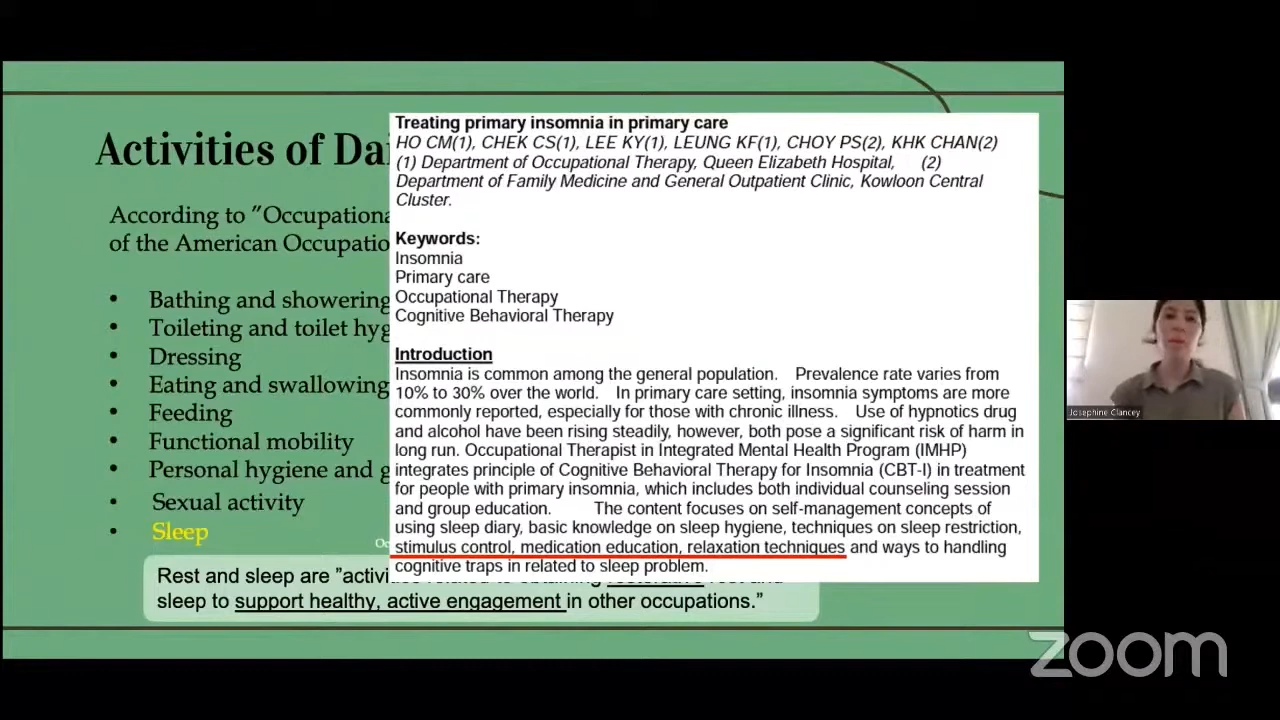 Activities of Dai
According to ”Occupationa
of the American Occupatio
• Bathing and showering
• Toileting and toilet hyg
• Dressing
• Eating and swallowing
• Feeding
• Functional mobility
• Personal hygiene and g
• Sexual activity
• Sleep
Oc
Rest and sleep are ”activi
sleep to support healthy, active engagement in other occupations.”
Treating primary insomnia in primary care
HO CM(1), CHEK CS(1), LEE KY(1), LEUNG KF(1), CHOY PS(2), KHK CHAN(2)
(1) Department of Occupational Therapy, Queen Elizabeth Hospital, (2)
Department of Family Medicine and General Outpatient Clinic, Kowloon Central
Cluster.
Keywords:
Insomnia
Primary care
Occupational Therapy
Cognitive Behavioral Therapy
Introduction
Insomnia is common among the general population. Prevalence rate varies from
10% to 30% over the world. In primary care setting, insomnia symptoms are more
commonly reported, especially for those with chronic illness. Use of hypnotics drug
and alcohol have been rising steadily, however, both pose a significant risk of harm in
long run. Occupational Therapist in Integrated Mental Health Program (IMHP)
integrates principle of Cognitive Behavioral Therapy for Insomnia (CBT-I) in treatment
for people with primary insomnia, which includes both individual counseling session
and group education. The content focuses on self-management concepts of
using sleep diary, basic knowledge on sleep hygiene, techniques on sleep restriction,
stimulus control, medication education, relaxation techniques and ways to handling
cognitive traps in related to sleep problem.
Josephine Clancey
zoom